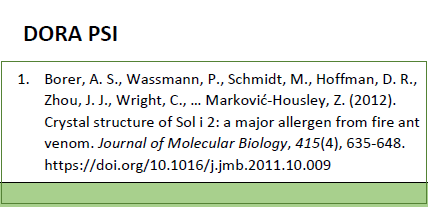 DORA PSI
1. Borer, A. S., Wassmann, P., Schmidt, M., Hoffman, D. R.,
Zhou, J. J., Wright, C., … Marković-Housley, Z. (2012).
Crystal structure of Sol i 2: a major allergen from fire ant
venom. Journal of Molecular Biology, 415(4), 635-648.
https://doi.org/10.1016/j.jmb.2011.10.009